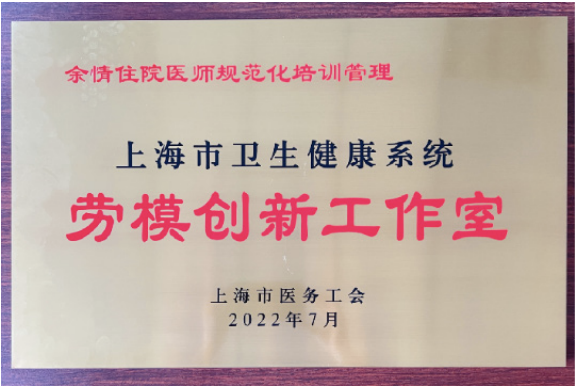 余情住院医师规范化培训管理
上海市卫生健康系统
劳模创新工作室
上海市医务工会
2022年7月